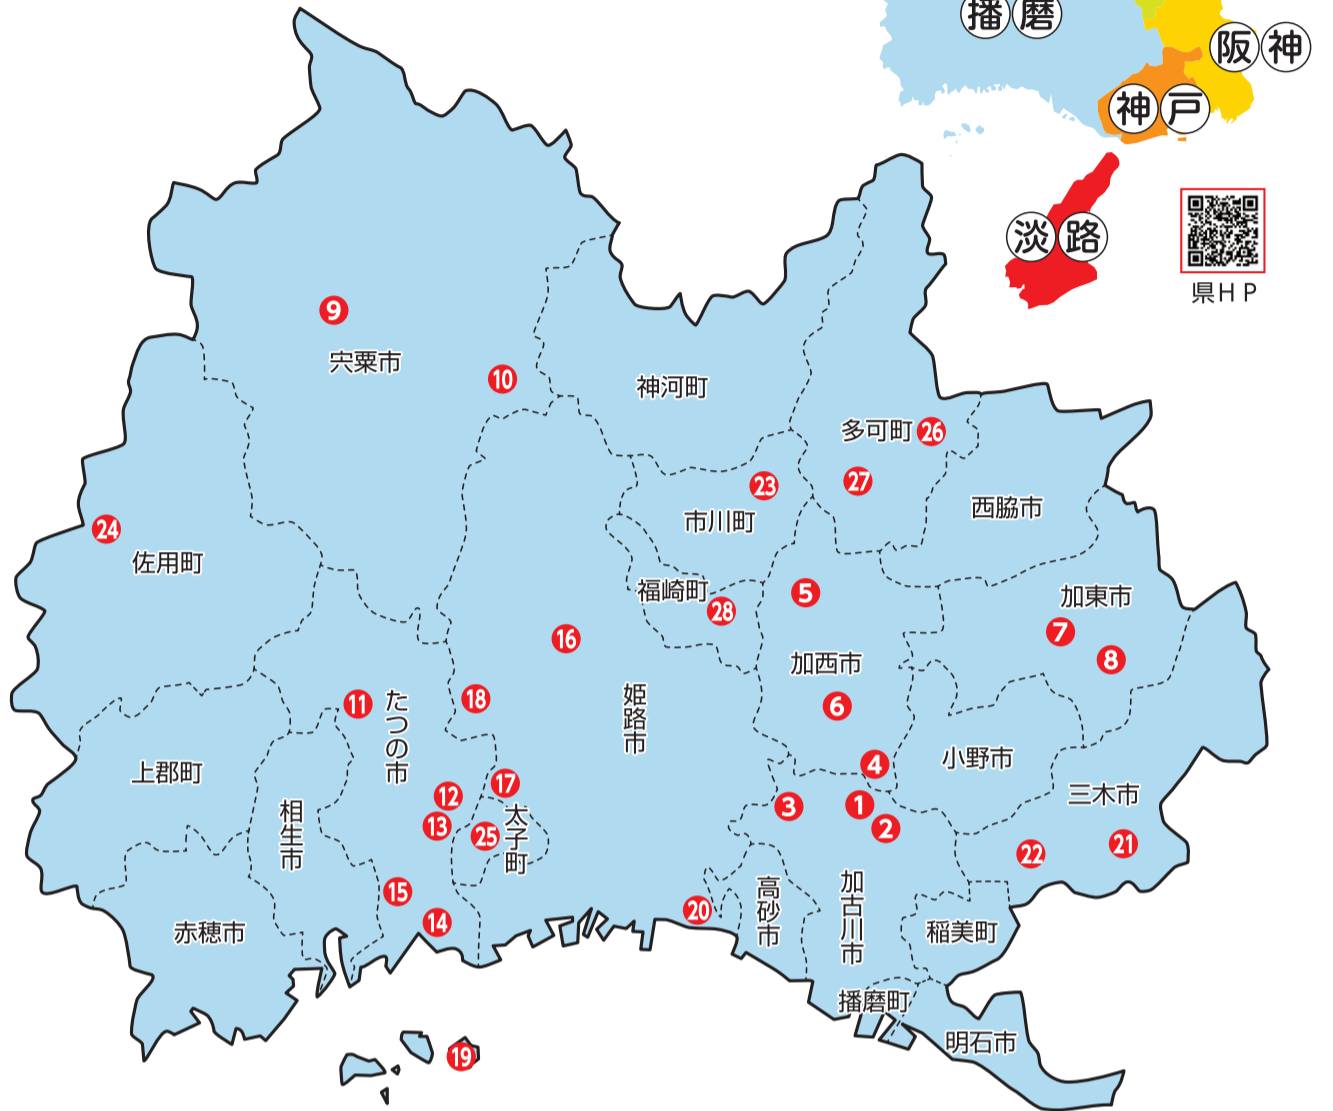 播磨
阪神
神戸
淡路
県HP
9
宍粟市
10
神河町
多可町
26
23
27
市川町
西脇市
24
佐用町
福崎町
28
5
加東市
7
8
16
加西市
6
11
たつの市
18
姫路市
上郡町
小野市
4
12
17
13
25
太子町
3
1
2
三木市
22
21
相生市
15
14
20
高砂市
加古川市
稲美町
赤穂市
播磨町
明石市
19